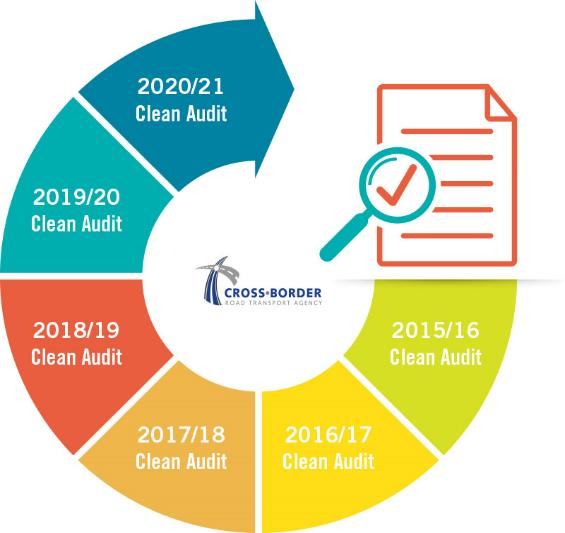 2020/21
Clean Audit
2019/20
Clean Audit
CROSS-BORDER
ROAD TRANSPORT AGENCY
2018/19
Clean Audit
2015/16
Clean Audit
2017/18
Clean Audit
2016/17
Clean Audit